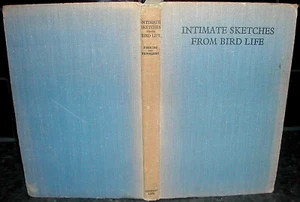 INTIMATE
SKETCHES
FROM
BIRD LIFE
INTIMATE SKETCHES
FROM BIRD LIFE